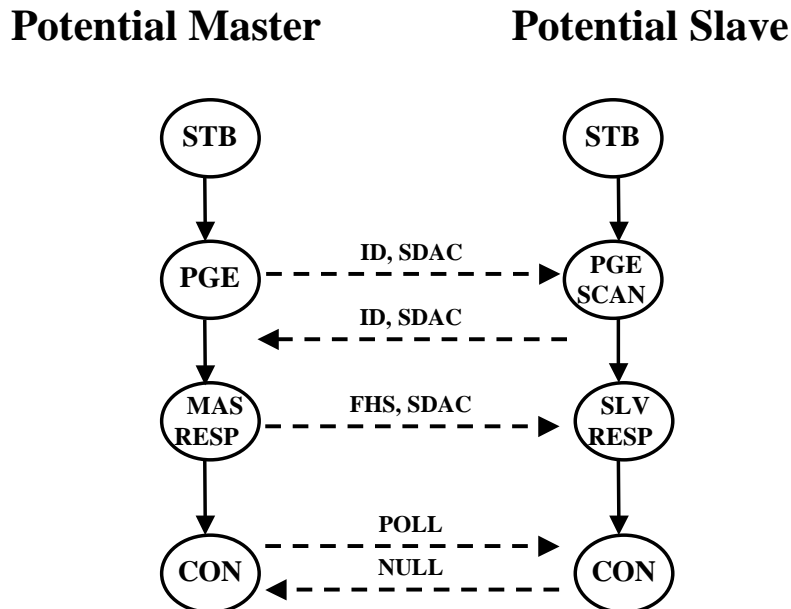 Potential Master
Potential Slave
STB
STB
PGE
ID, SDAC
PGE
SCAN
ID, SDAC
MAS
RESP
FHS, SDAC
SLV
RESP
CON
POLL
NULL
CON